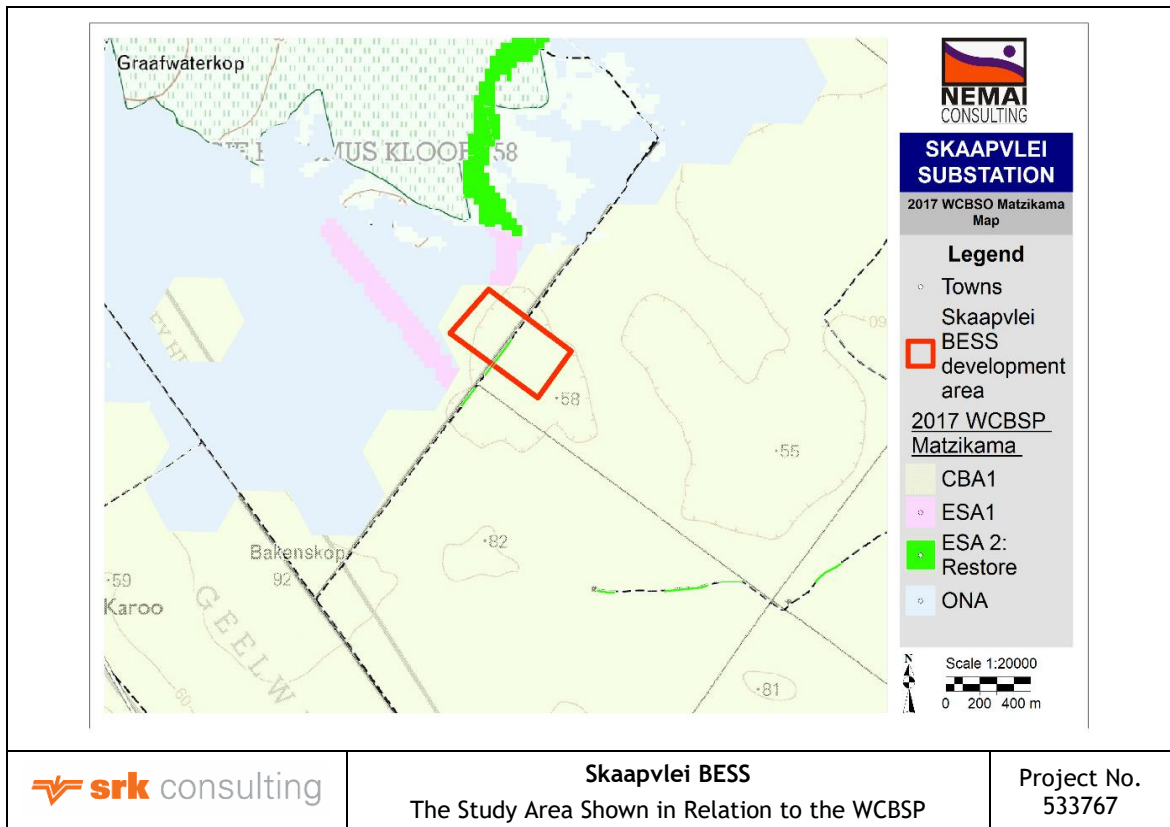 Graafwaterkop
MUS KLOOF 58
·58
·55
09
Bakenskop
92
·82
·59
Karoo
GEELW
60
·81
NEMAI
CONSULTING
SKAAPVLEI
SUBSTATION
2017 WCBSO Matzikama
Map
Legend
Towns
Skaapvlei
BESS
development
area
2017 WCBSP
Matzikama
CBA1
ESA1
ESA 2:
Restore
ONA
N
Scale 1:20000
0 200 400 m
srk consulting
Skaapvlei BESS
The Study Area Shown in Relation to the WCBSP
Project No.
533767